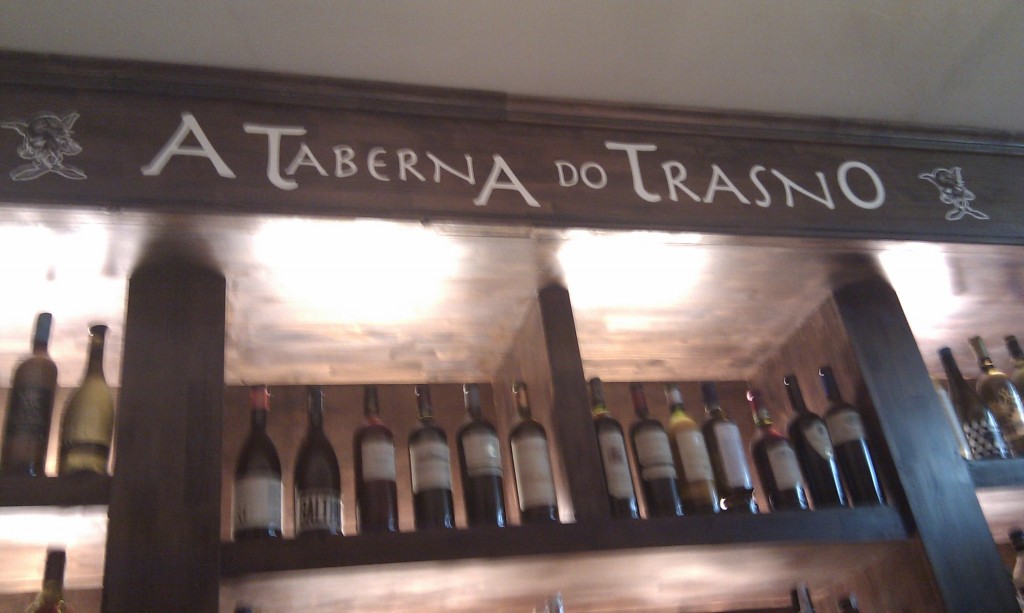 A TABERNA DO TRASNO